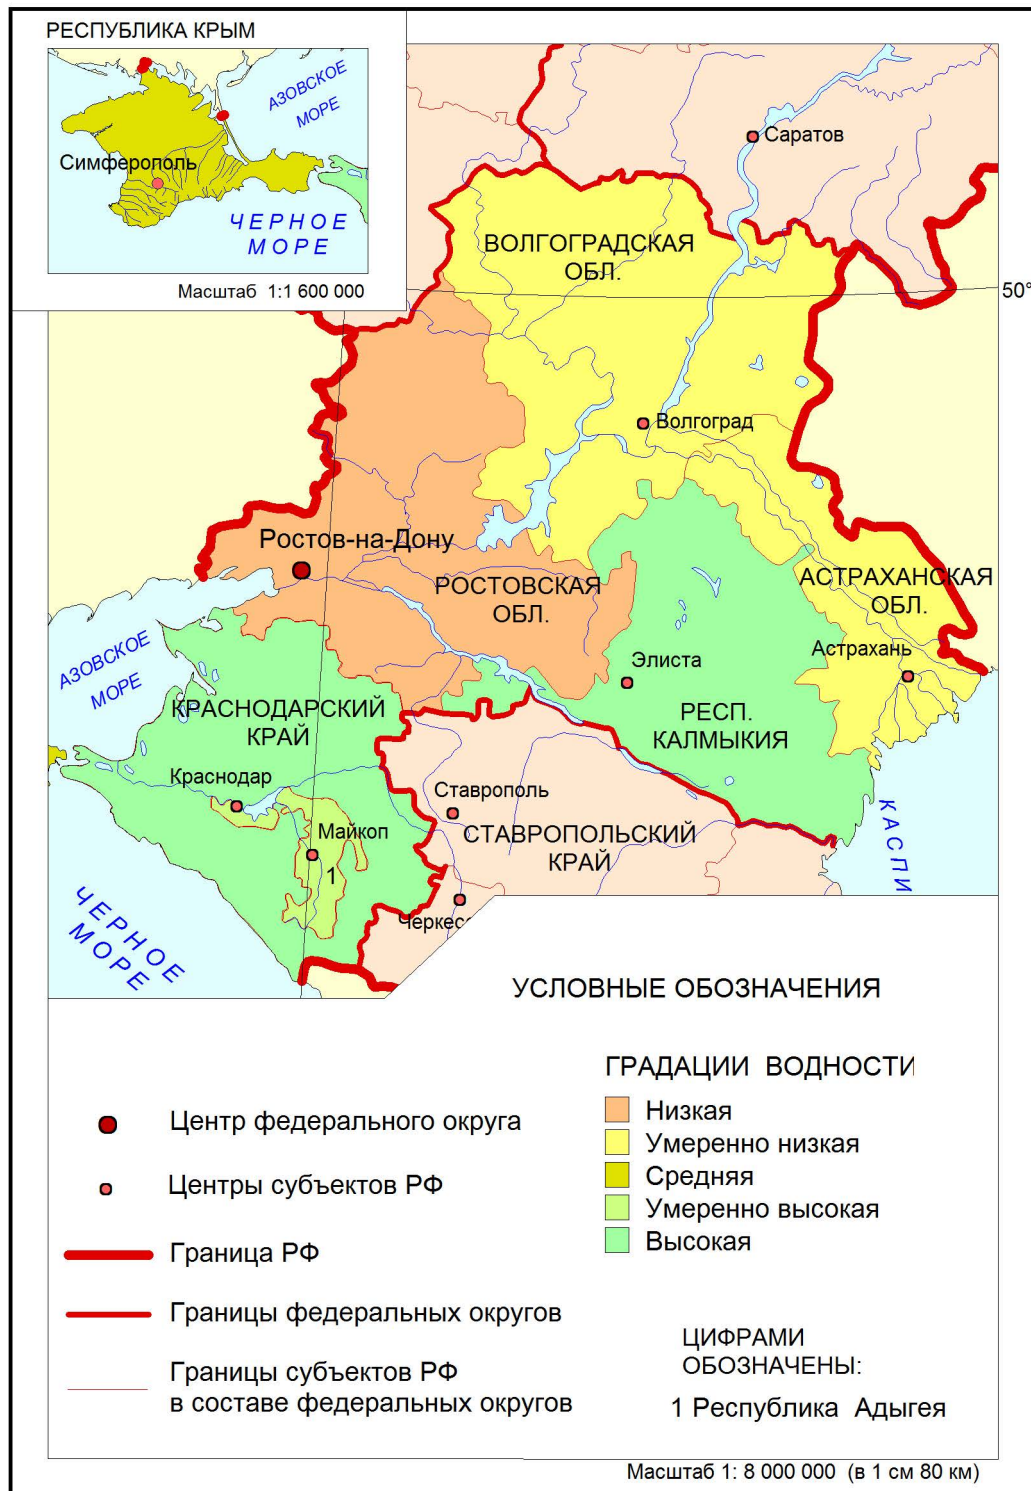 РЕСПУБЛИКА КРЫМ
АЗОВСКОЕ
МОРЕ
Симферополь
ЧЕРНОЕ
МОРЕ
Масштаб 1:1 600 000
Саратов
ВОЛГОГРАДСКАЯ
ОБЛ.
50°
Волгоград
Ростов-на-Дону
РОСТОВСКАЯ
ОБЛ.
АСТРАХАНСКАЯ
ОБЛ.
Астрахань
АЗОВСКОЕ
МОРЕ
Элиста
КРАСНОДАРСКИЙ
КРАЙ
РЕСП.
КАЛМЫКИЯ
Краснодар
Ставрополь
Майкоп
1
СТАВРОПОЛЬСКИЙ
КРАЙ
КАСПИ
ЧЕРНОЕ
МОРЕ
Черкес
УСЛОВНЫЕ ОБОЗНАЧЕНИЯ
Центр федерального округа
Центры субъектов РФ
Граница РФ
Границы федеральных округов
Границы субъектов РФ
в составе федеральных округов
ГРАДАЦИИ ВОДНОСТИ
Низкая
Умеренно низкая
Средняя
Умеренно высокая
Высокая
ЦИФРАМИ
ОБОЗНАЧЕНЫ:
1 Республика Адыгея
Масштаб 1: 8 000 000 (в 1 см 80 км)